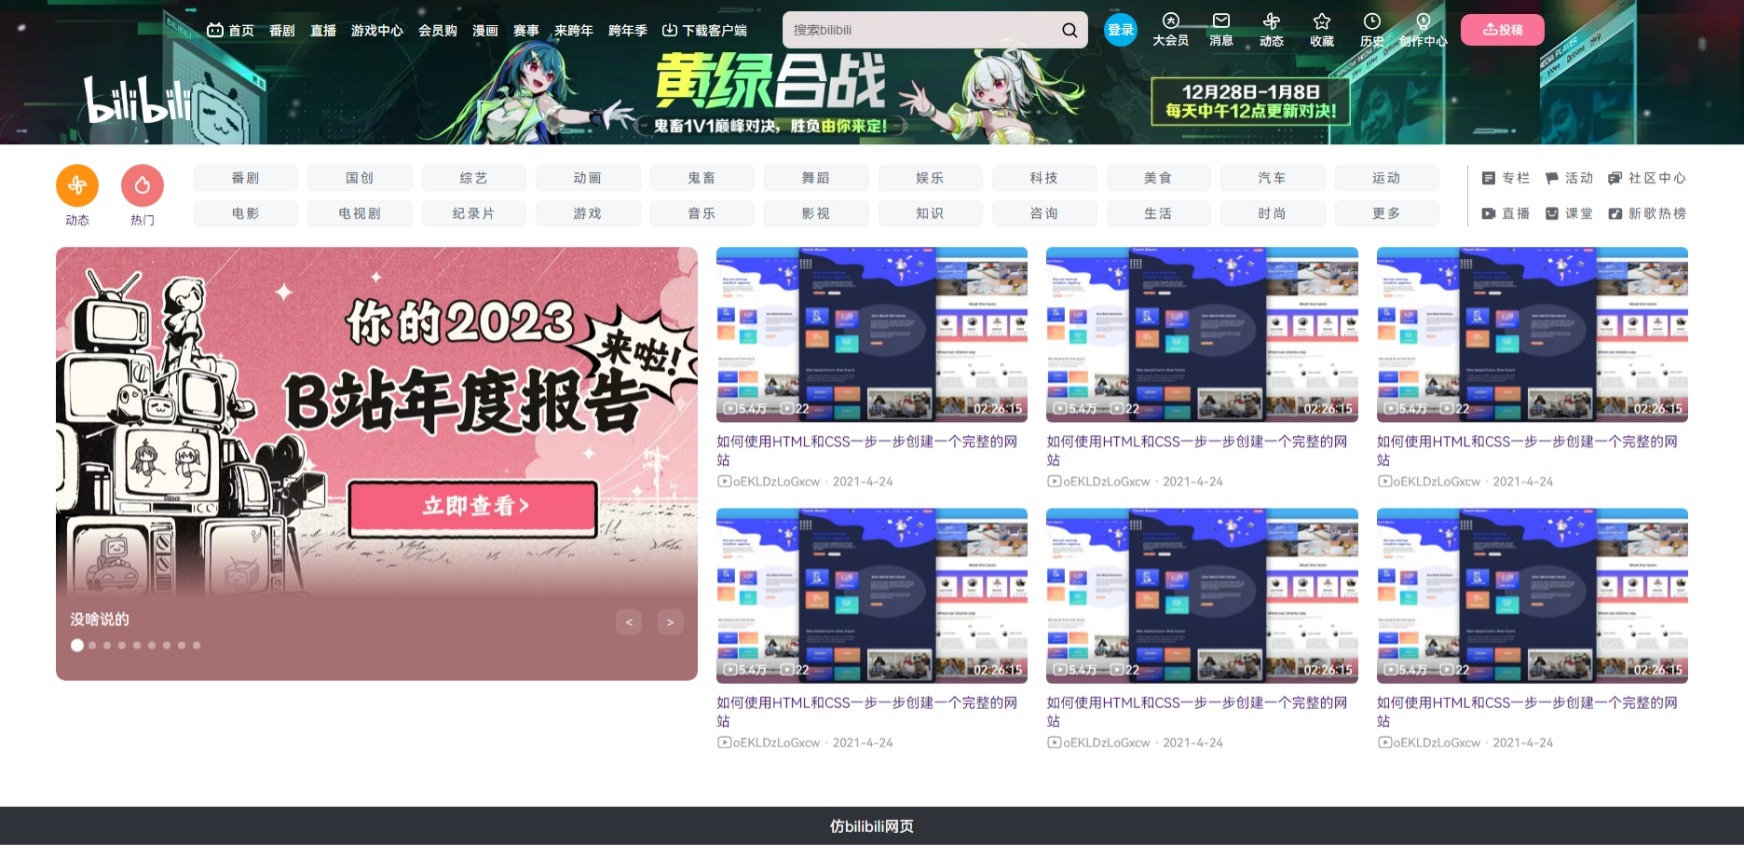 首页 番剧 直播 游戏中心 会员购 漫画 赛事 来跨年 跨年季 下载客户端 搜索bilibili 登录 大会员 消息 动态 收藏 历史 创作中心 投稿
bilibili
黄绿合战
鬼畜1V1巅峰对决，胜负由你来定!
12月28日-1月8日
每天中午12点更新对决!
动态 热门
番剧 国创 综艺 动画 鬼畜 舞蹈 娱乐 科技 美食 汽车 运动
电影 电视剧 纪录片 游戏 音乐 影视 知识 咨询 生活 时尚 更多
专栏 活动 社区中心
直播 课堂 新歌热榜
你的2023
来啦!
B站年度报告
立即查看>
没啥说的
< >
5.4万 22 02:26:15
如何使用HTML和CSS一步一步创建一个完整的网
站
oEKLDzLoGxcw · 2021-4-24
5.4万 22 02:26:15
如何使用HTML和CSS一步一步创建一个完整的网
站
oEKLDzLoGxcw · 2021-4-24
5.4万 22 02:26:15
如何使用HTML和CSS一步一步创建一个完整的网
站
oEKLDzLoGxcw · 2021-4-24
5.4万 22 02:26:15
如何使用HTML和CSS一步一步创建一个完整的网
站
oEKLDzLoGxcw · 2021-4-24
5.4万 22 02:26:15
如何使用HTML和CSS一步一步创建一个完整的网
站
oEKLDzLoGxcw · 2021-4-24
5.4万 22 02:26:15
如何使用HTML和CSS一步一步创建一个完整的网
站
oEKLDzLoGxcw · 2021-4-24
仿bilibili网页